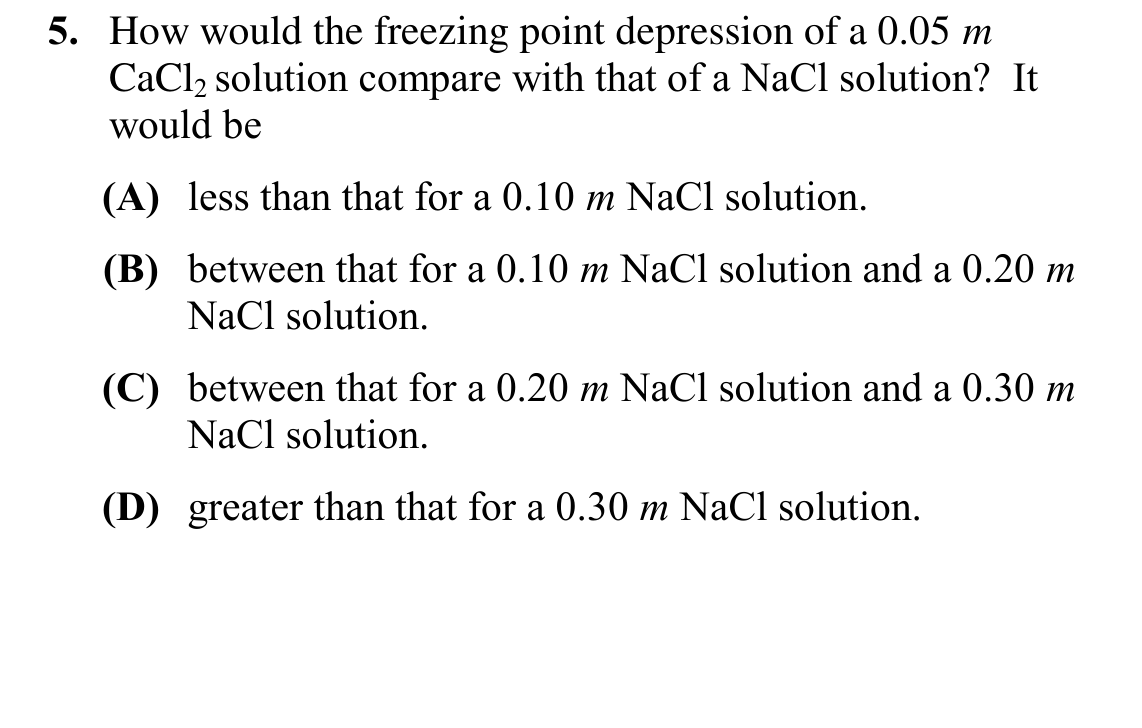 5. How would the freezing point depression of a 0.05 m
CaCl₂ solution compare with that of a NaCl solution? It
would be
(A) less than that for a 0.10 m NaCl solution.
(B) between that for a 0.10 m NaCl solution and a 0.20 m
NaCl solution.
(C) between that for a 0.20 m NaCl solution and a 0.30 m
NaCl solution.
(D) greater than that for a 0.30 m NaCl solution.